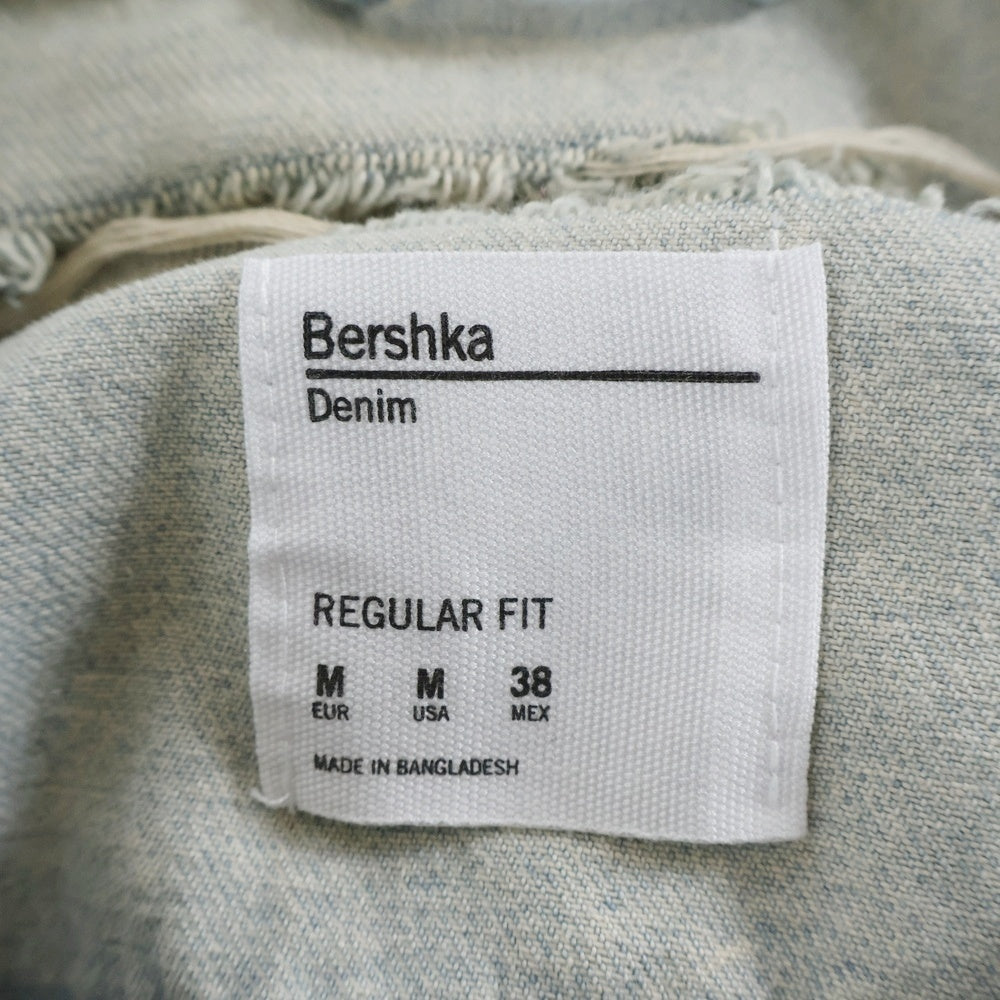 Bershka
Denim
REGULAR FIT
M M 38
EUR USA MEX
MADE IN BANGLADESH